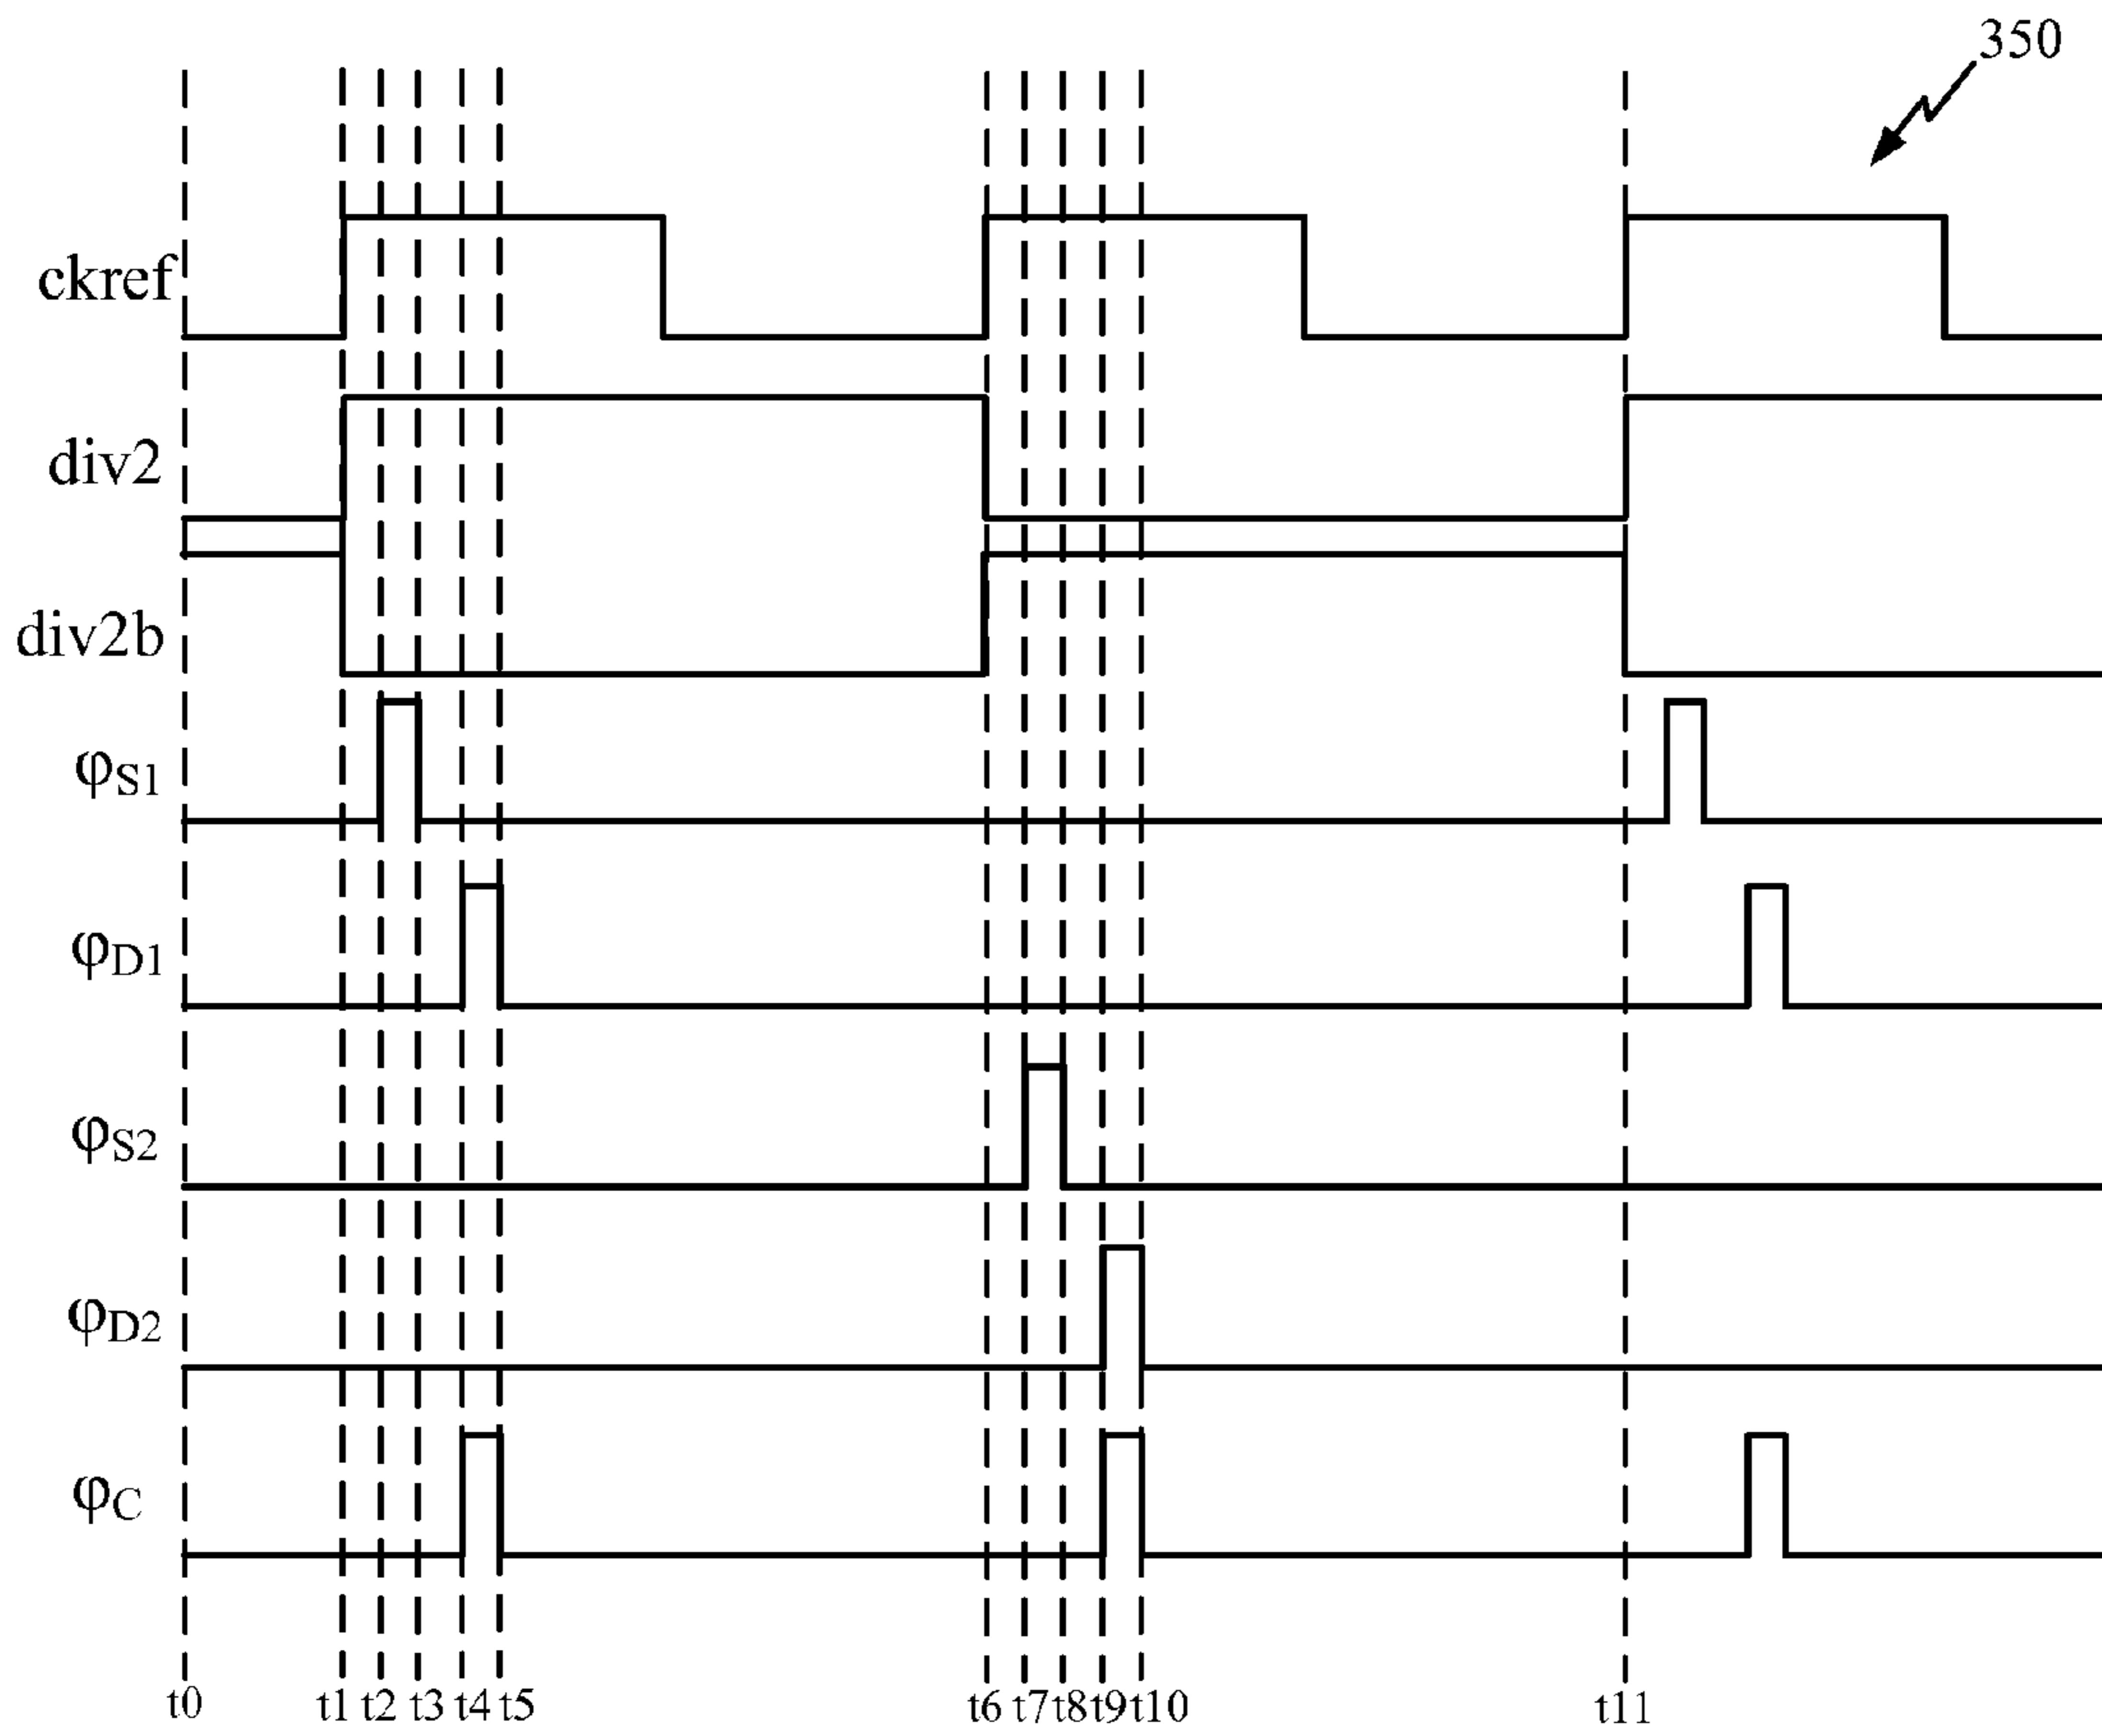 350
ckref
div2
div2b
φS1
φD1
φS2
φD2
φC
t0 t1 t2 t3 t4 t5 t6 t7 t8 t9 t10 t11